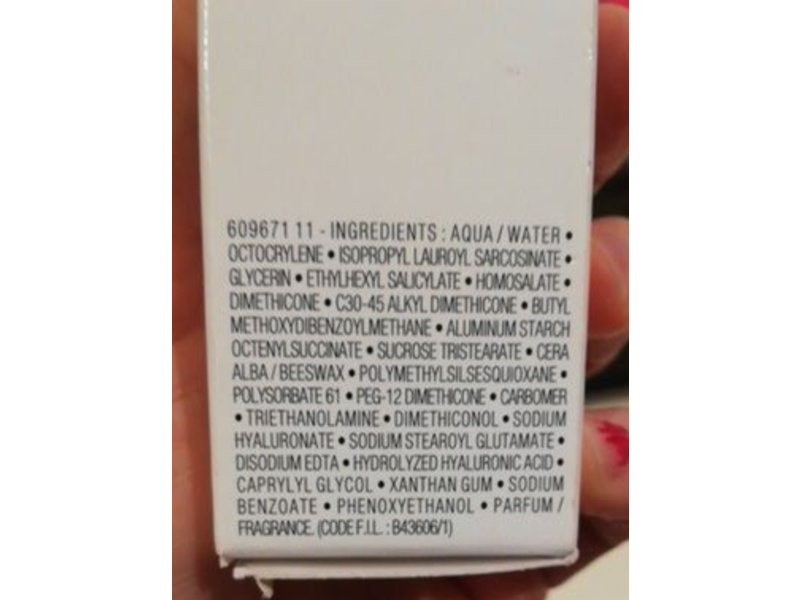 609671 11 - INGREDIENTS : AQUA / WATER •
OCTOCRYLENE • ISOPROPYL LAUROYL SARCOSINATE •
GLYCERIN • ETHYLHEXYL SALICYLATE • HOMOSALATE •
DIMETHICONE • C30-45 ALKYL DIMETHICONE • BUTYL
METHOXYDIBENZOYLMETHANE • ALUMINUM STARCH
OCTENYLSUCCINATE • SUCROSE TRISTEARATE • CERA
ALBA / BEESWAX • POLYMETHYLSILSESQUIOXANE •
POLYSORBATE 61 • PEG-12 DIMETHICONE • CARBOMER
• TRIETHANOLAMINE • DIMETHICONOL • SODIUM
HYALURONATE • SODIUM STEAROYL GLUTAMATE •
DISODIUM EDTA • HYDROLYZED HYALURONIC ACID •
CAPRYLYL GLYCOL • XANTHAN GUM • SODIUM
BENZOATE • PHENOXYETHANOL • PARFUM /
FRAGRANCE. (CODE F.I.L. : B43606/1)